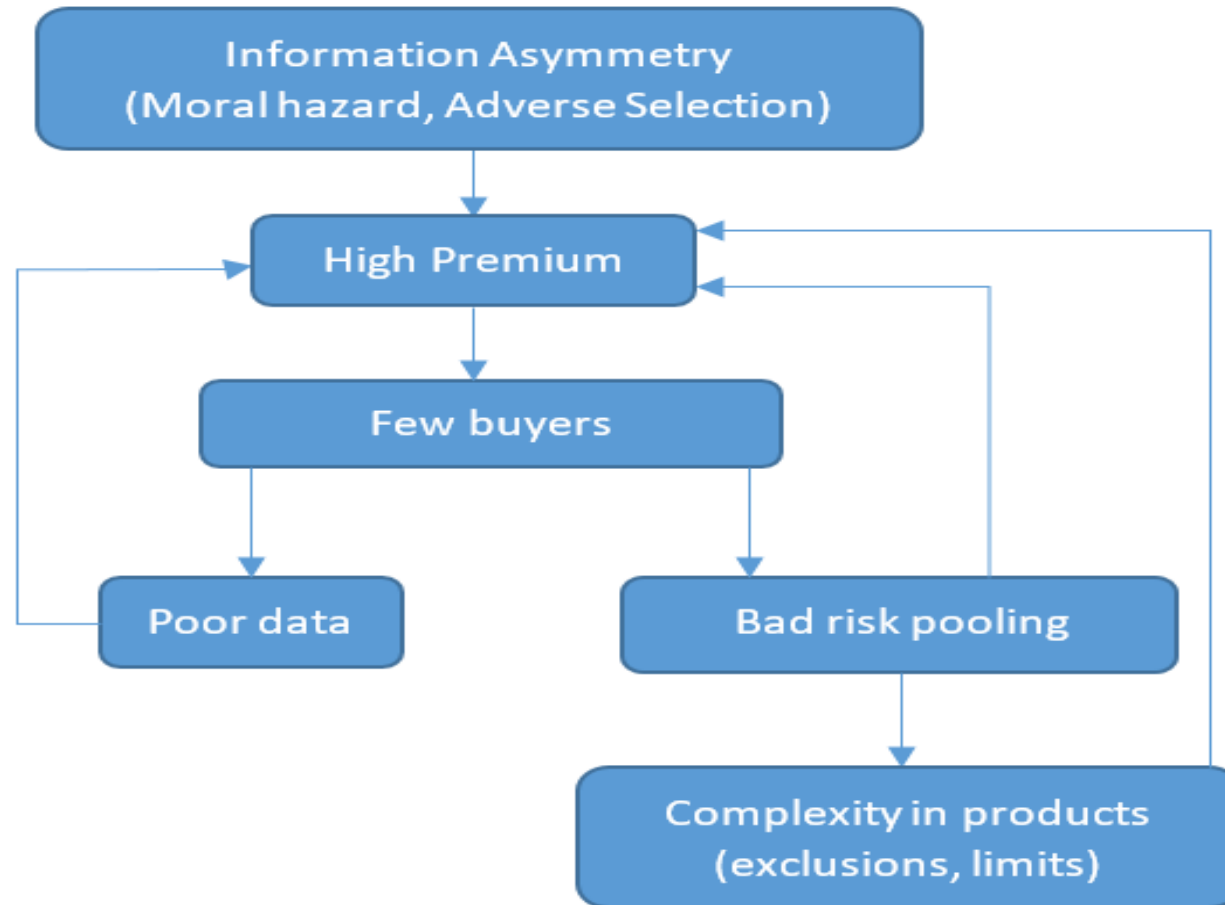 Information Asymmetry
(Moral hazard, Adverse Selection)
High Premium
Few buyers
Poor data
Bad risk pooling
Complexity in products
(exclusions, limits)